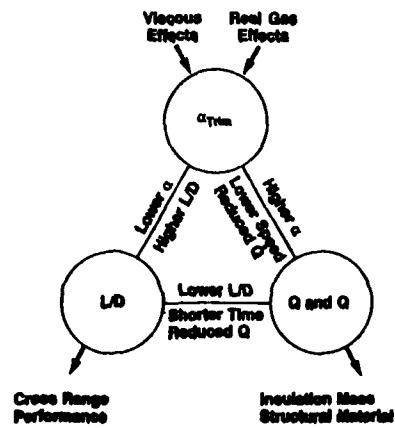 Viscous Real Gas
Effects Effects
αTrim
Lower α
Higher L/D
Higher α
Lower Speed
Reduced Q
L/D
Lower L/D
Shorter Time
Reduced Q
Q and Q
Cross Range
Performance
Insulation Mass
Structural Material